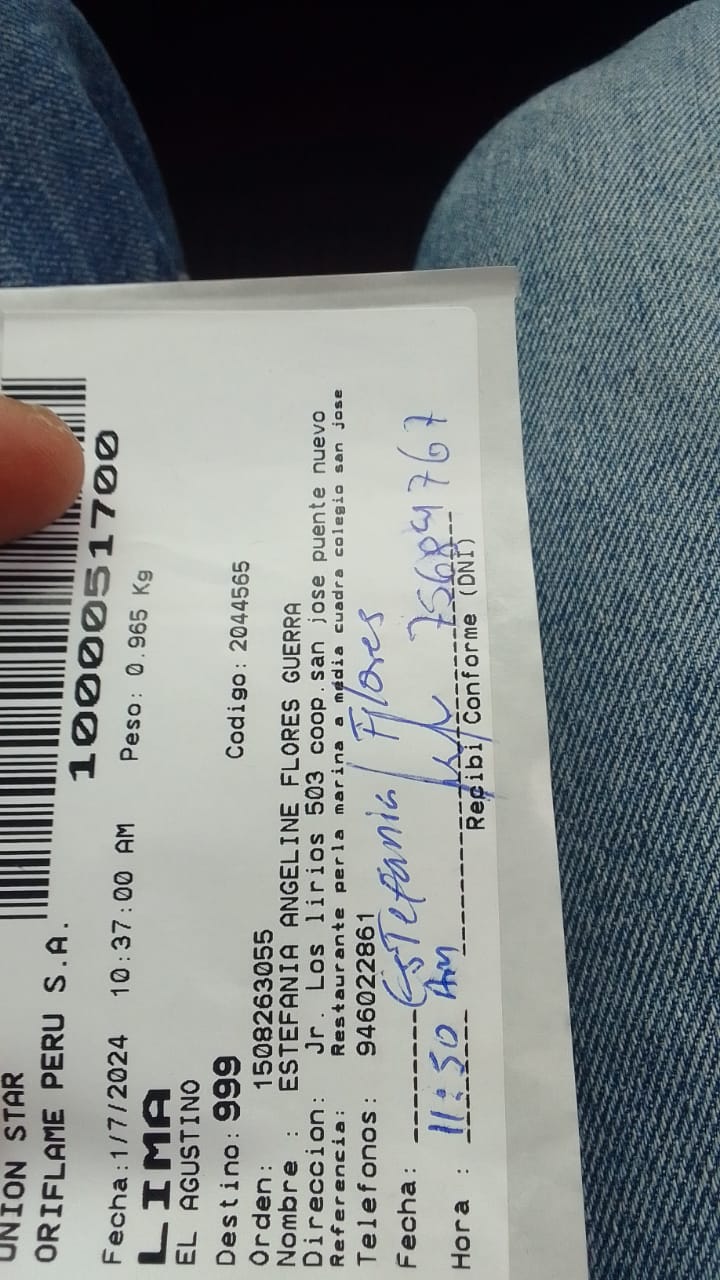 UNION STAR
ORIFLAME PERU S.A.
1000051700
Fecha:1/7/2024 10:37:00 AM Peso: 0.965 Kg
LIMA
EL AGUSTINO
Destino: 999 Codigo: 2044565
Orden: 1508263055
Nombre : ESTEFANIA ANGELINE FLORES GUERRA
Direccion: Jr. Los lirios 503 coop.san jose puente nuevo
Referencia: Restaurante perla marina a media cuadra colegio san jose
Telefonos: 946022861
Fecha: Estefania Flores
Hora : 11:50 AM
Recibi Conforme (DNI)